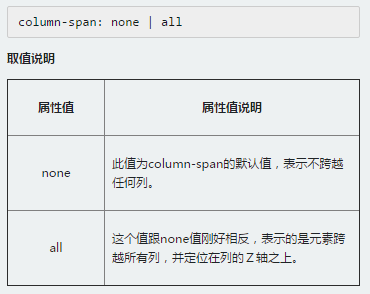 column-span: none | all
取值说明
属性值 属性值说明
none 此值为column-span的默认值，表示不跨越
任何列。
all 这个值跟none值刚好相反，表示的是元素跨
越所有列，并定位在列的Z轴之上。